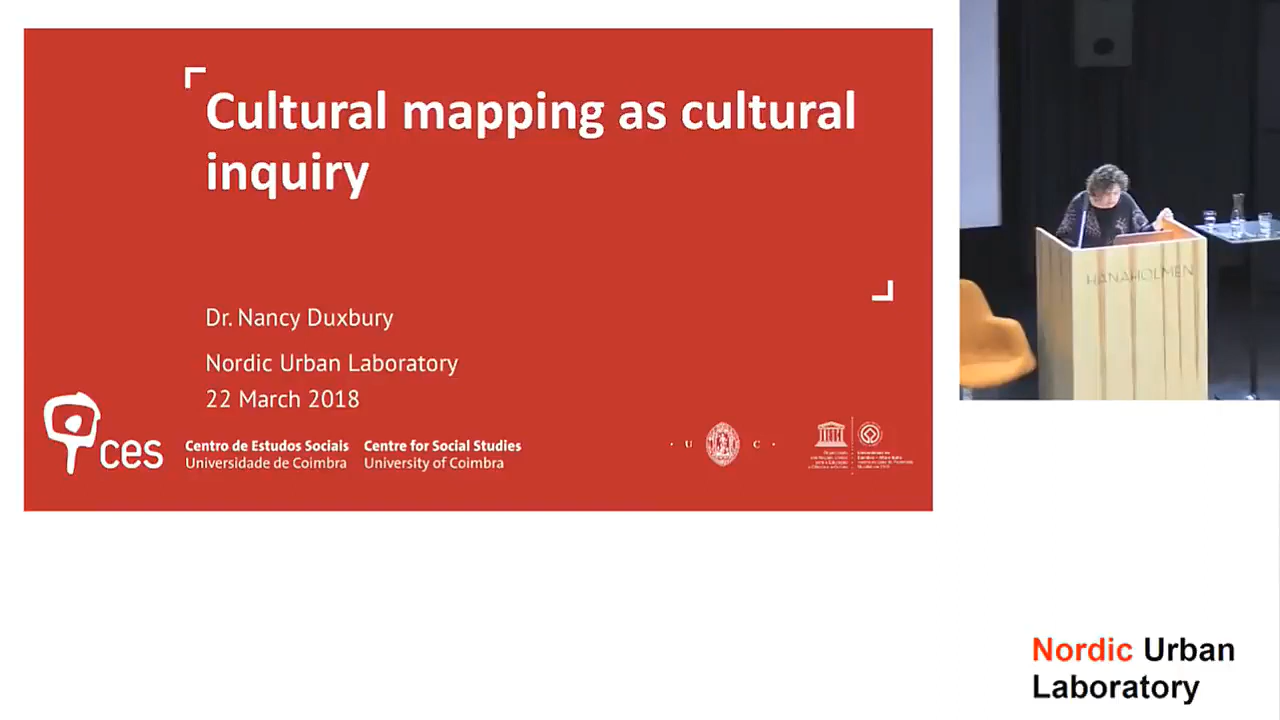 Cultural mapping as cultural
inquiry
Dr. Nancy Duxbury
Nordic Urban Laboratory
22 March 2018
ces
Centro de Estudos Sociais
Universidade de Coimbra
Centre for Social Studies
University of Coimbra
· U C ·
HANAHOLMEN
Nordic Urban
Laboratory